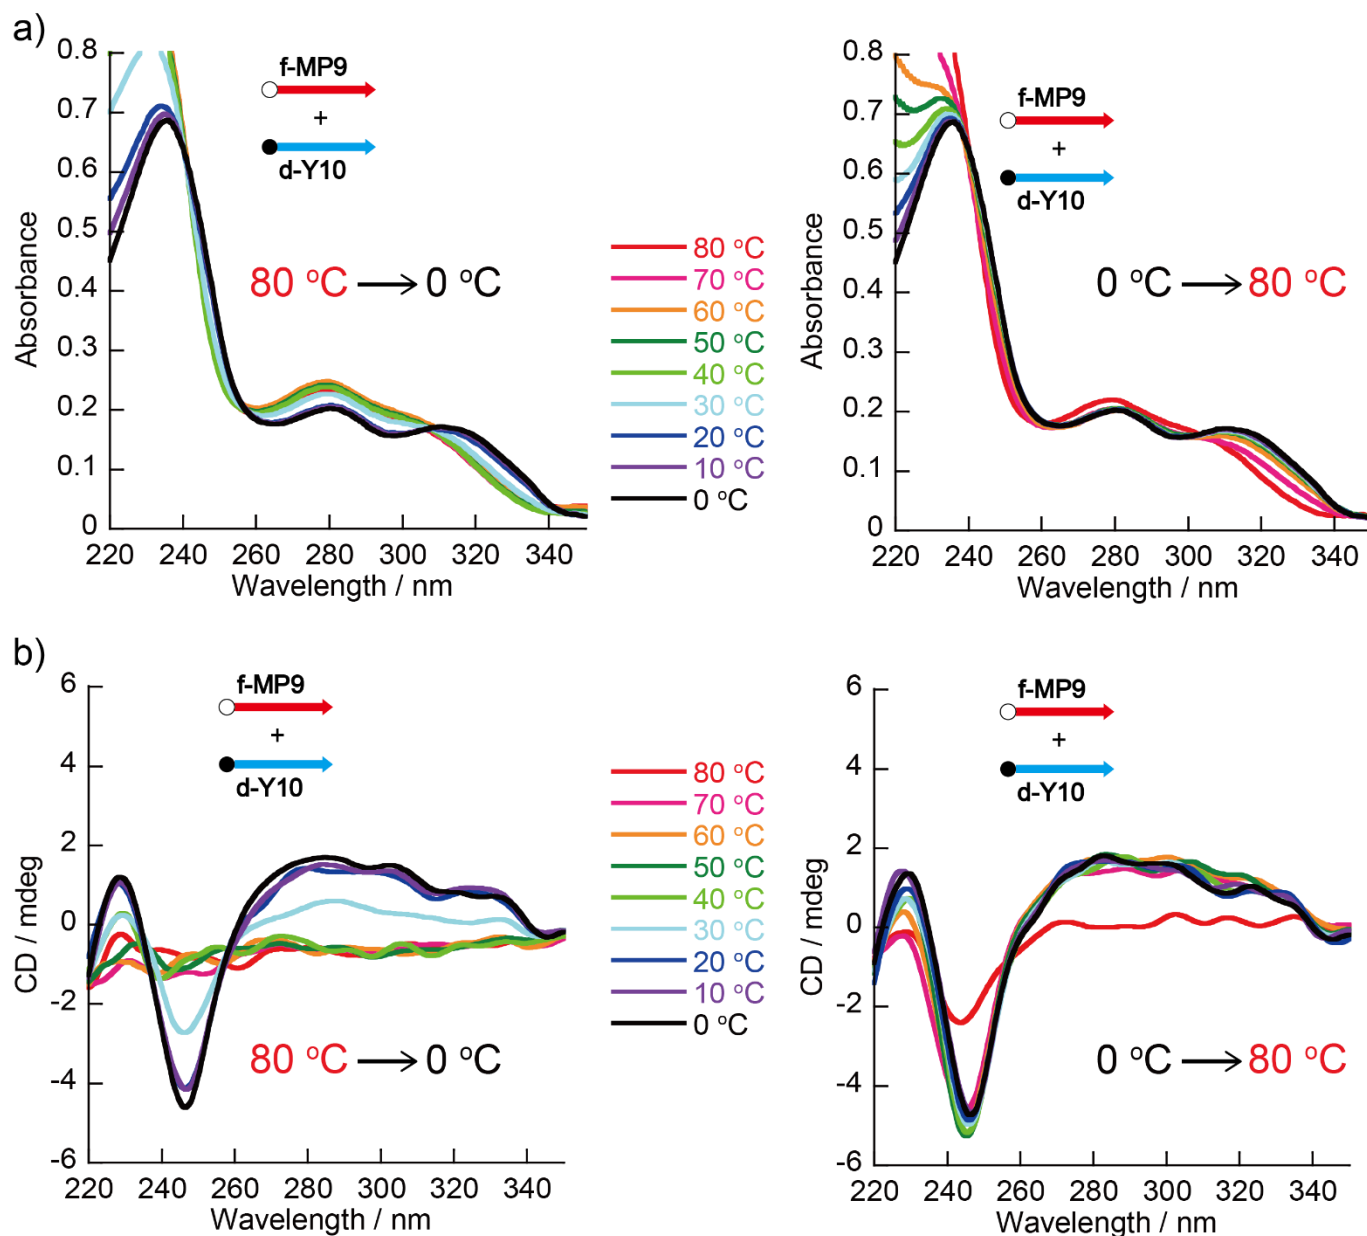 a)
0.8
0.7
0.6
0.5
0.4
0.3
0.2
0.1
0
Absorbance
220 240 260 280 300 320 340
Wavelength / nm
f-MP9
+
d-Y10
80 °C → 0 °C
80 °C
70 °C
60 °C
50 °C
40 °C
30 °C
20 °C
10 °C
0 °C
0.8
0.7
0.6
0.5
0.4
0.3
0.2
0.1
0
Absorbance
220 240 260 280 300 320 340
Wavelength / nm
f-MP9
+
d-Y10
0 °C → 80 °C
b)
6
4
2
0
-2
-4
-6
CD / mdeg
220 240 260 280 300 320 340
Wavelength / nm
f-MP9
+
d-Y10
80 °C → 0 °C
80 °C
70 °C
60 °C
50 °C
40 °C
30 °C
20 °C
10 °C
0 °C
6
4
2
0
-2
-4
-6
CD / mdeg
220 240 260 280 300 320 340
Wavelength / nm
f-MP9
+
d-Y10
0 °C → 80 °C